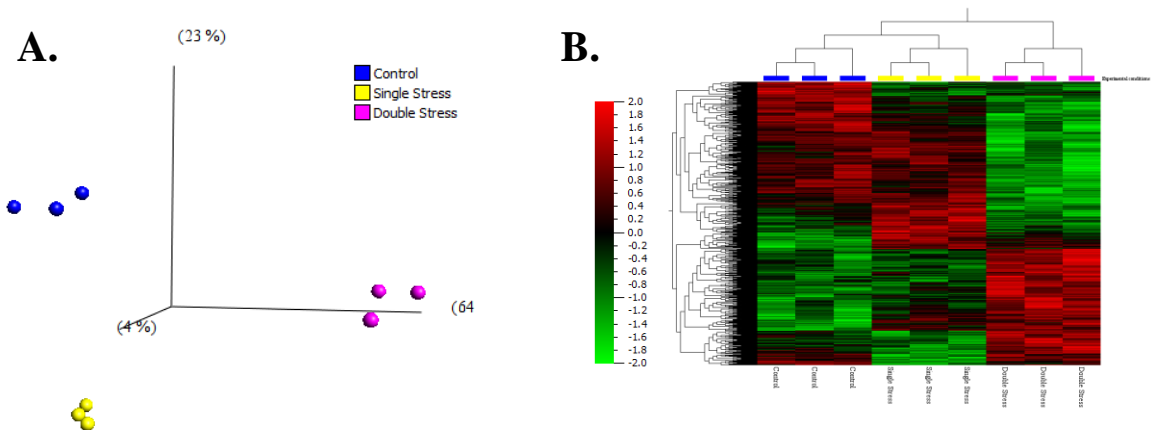 A.
(23 %)
Control
Single Stress
Double Stress
(64
(4 %)
B.
Experimental conditions
2.0
1.8
1.6
1.4
1.2
1.0
0.8
0.6
0.4
0.2
0.0
-0.2
-0.4
-0.6
-0.8
-1.0
-1.2
-1.4
-1.6
-1.8
-2.0
Control
Control
Control
Single Stress
Single Stress
Single Stress
Double Stress
Double Stress
Double Stress